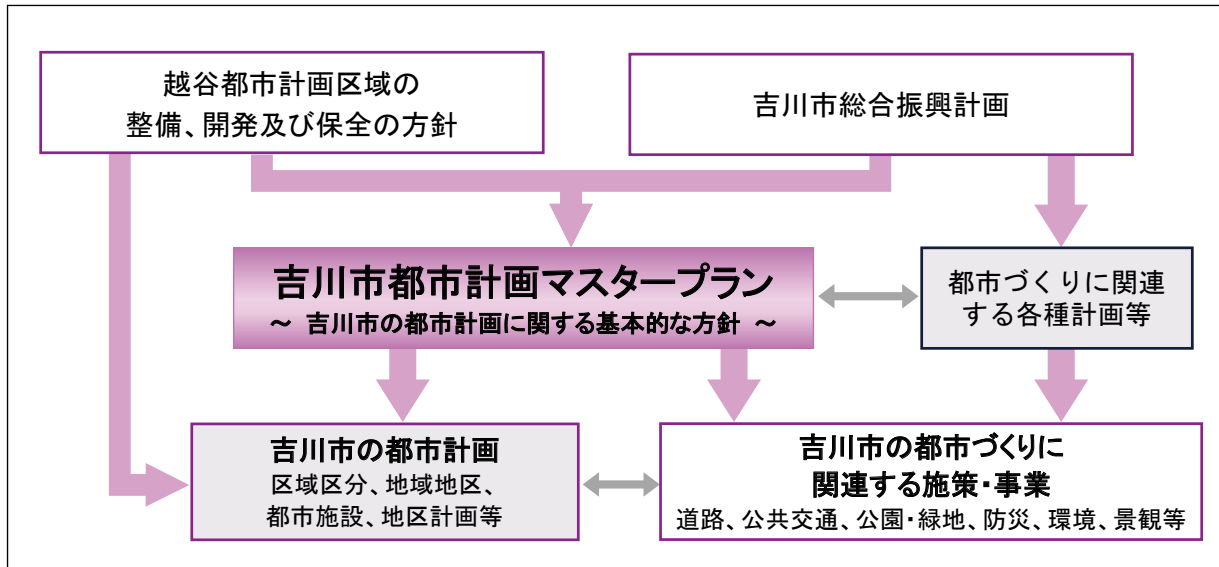 越谷都市計画区域の
整備、開発及び保全の方針
吉川市総合振興計画
吉川市都市計画マスタープラン
～ 吉川市の都市計画に関する基本的な方針 ～
都市づくりに関連
する各種計画等
吉川市の都市計画
区域区分、地域地区、
都市施設、地区計画等
吉川市の都市づくりに
関連する施策・事業
道路、公共交通、公園・緑地、防災、環境、景観等